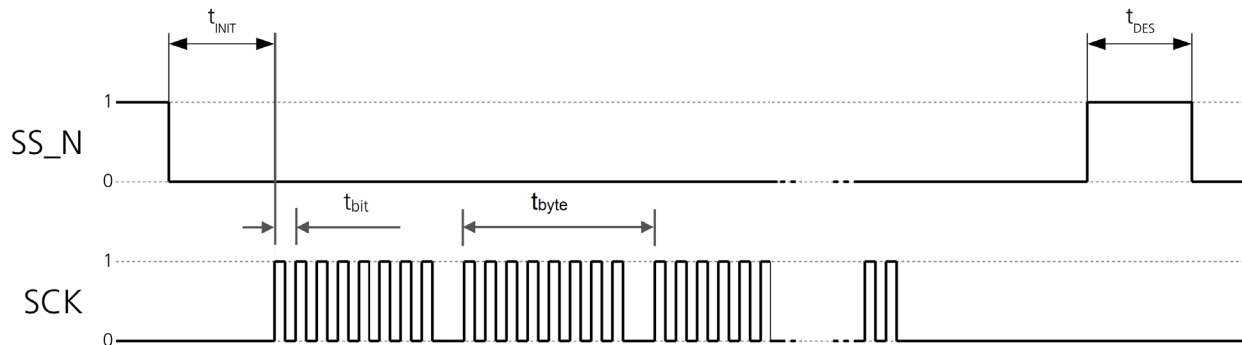 tINIT
tDES
1
SS_N
0
tbit
tbyte
1
SCK
0